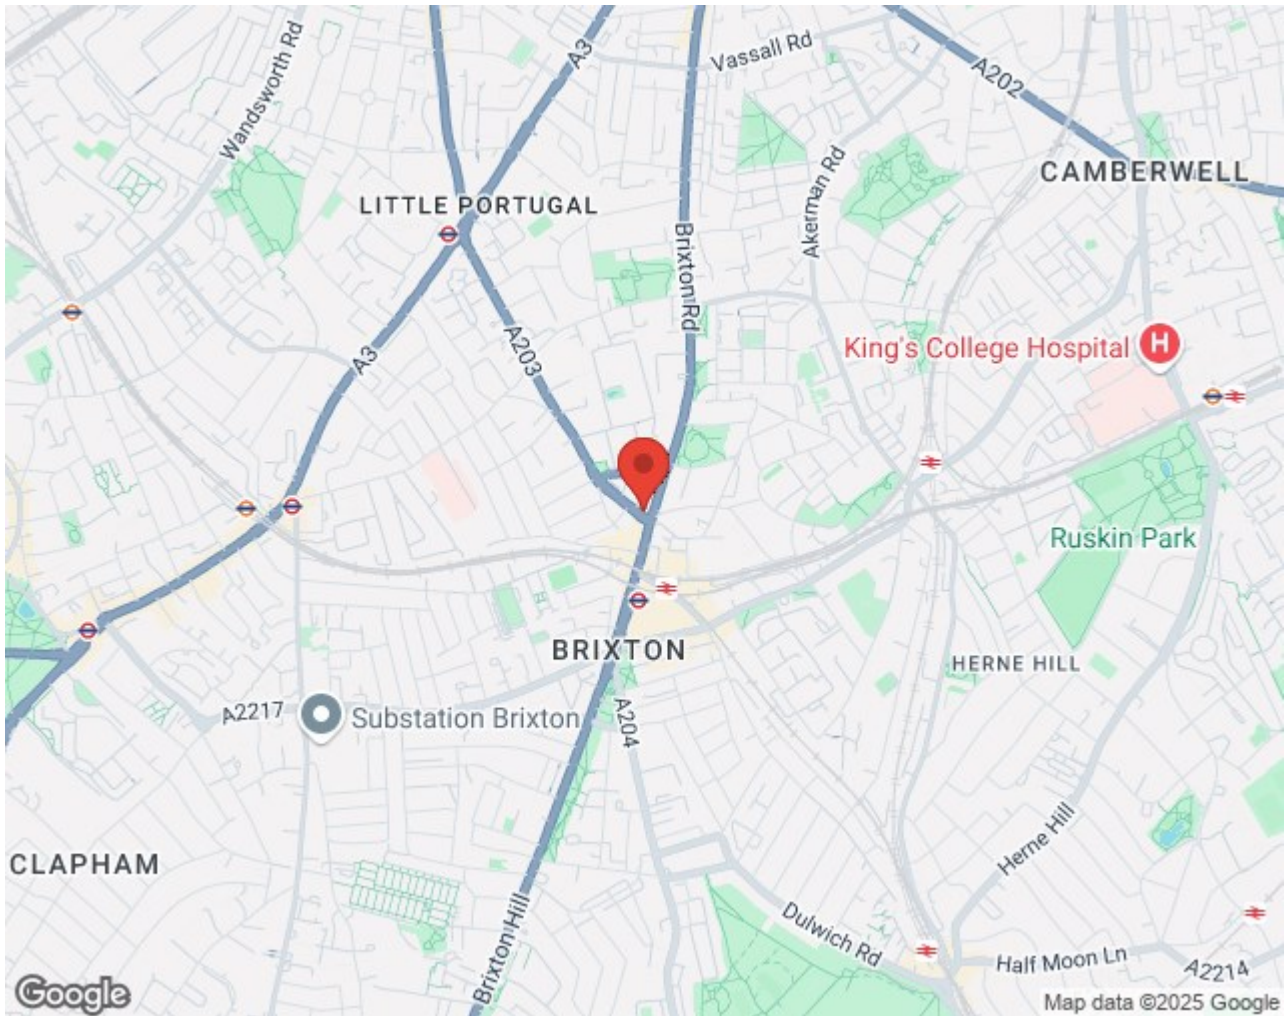 Wandsworth Rd
A3
Vassall Rd
A202
CAMBERWELL
LITTLE PORTUGAL
Akerman Rd
Brixton Rd
A203
A3
King's College Hospital
H
Ruskin Park
BRIXTON
HERNE HILL
A2217
Substation Brixton
A204
CLAPHAM
Herne Hill
Brixton Hill
Dulwich Rd
Half Moon Ln
A2214
Google
Map data ©2025 Google